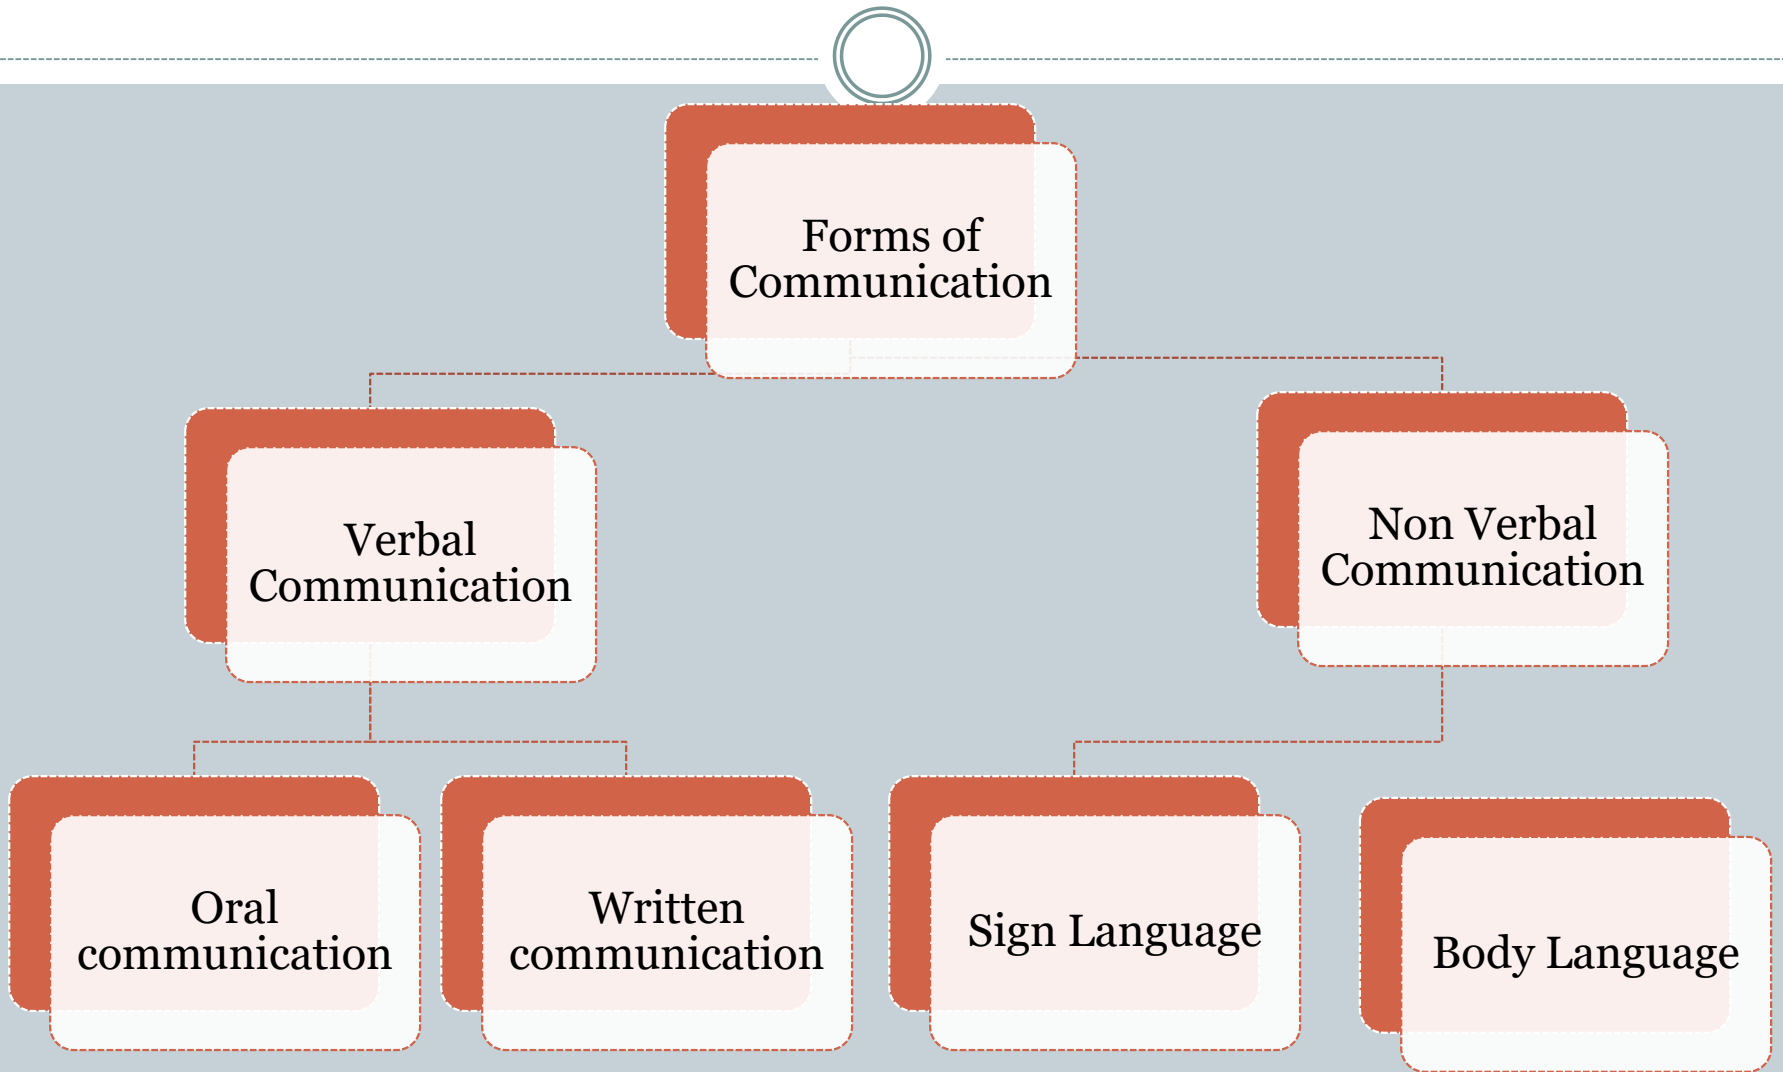 Forms of
Communication
Verbal
Communication
Non Verbal
Communication
Oral
communication
Written
communication
Sign Language
Body Language